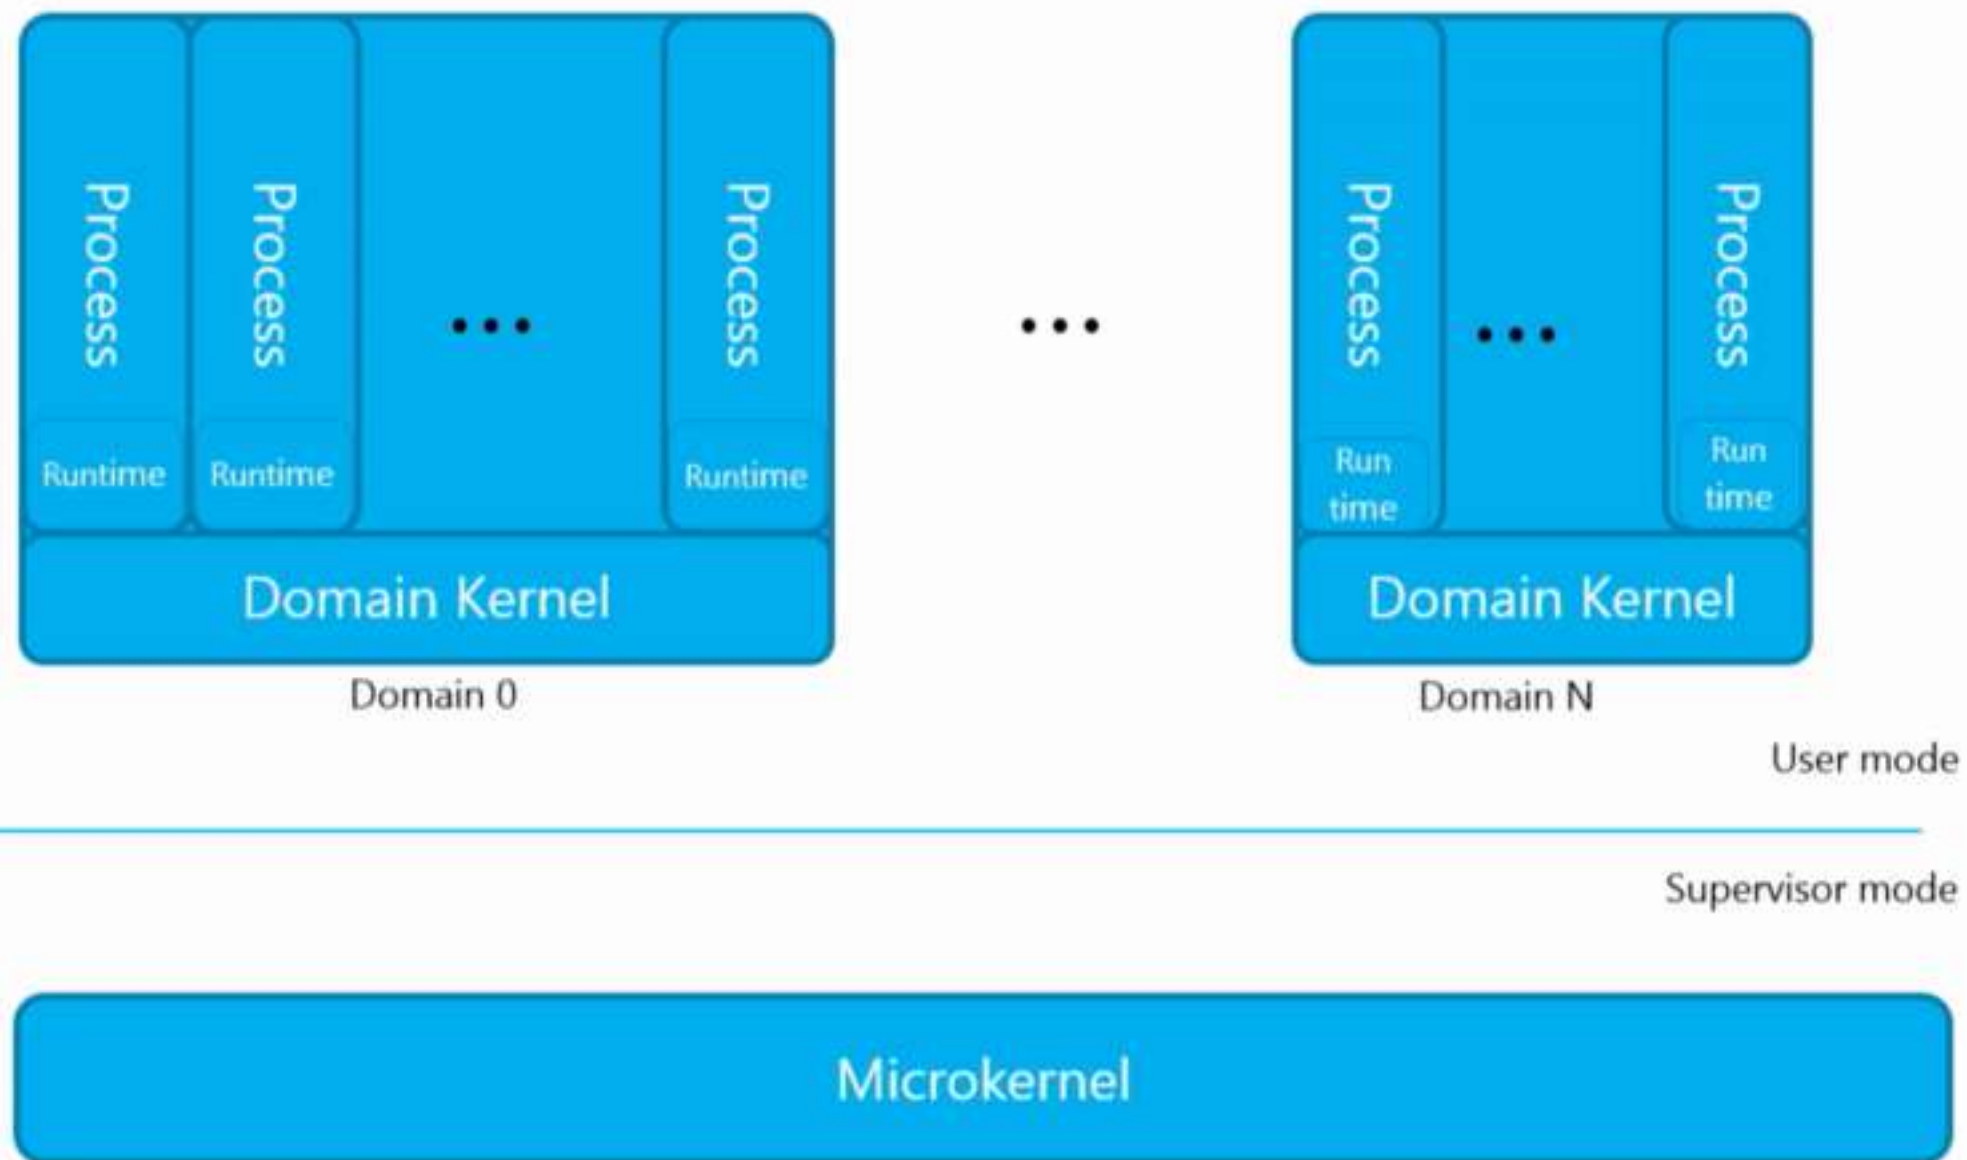 Process
Process
Process
Process
Process
...
...
...
Runtime
Runtime
Runtime
Run
time
Run
time
Domain Kernel
Domain Kernel
Domain 0
Domain N
User mode
Supervisor mode
Microkernel